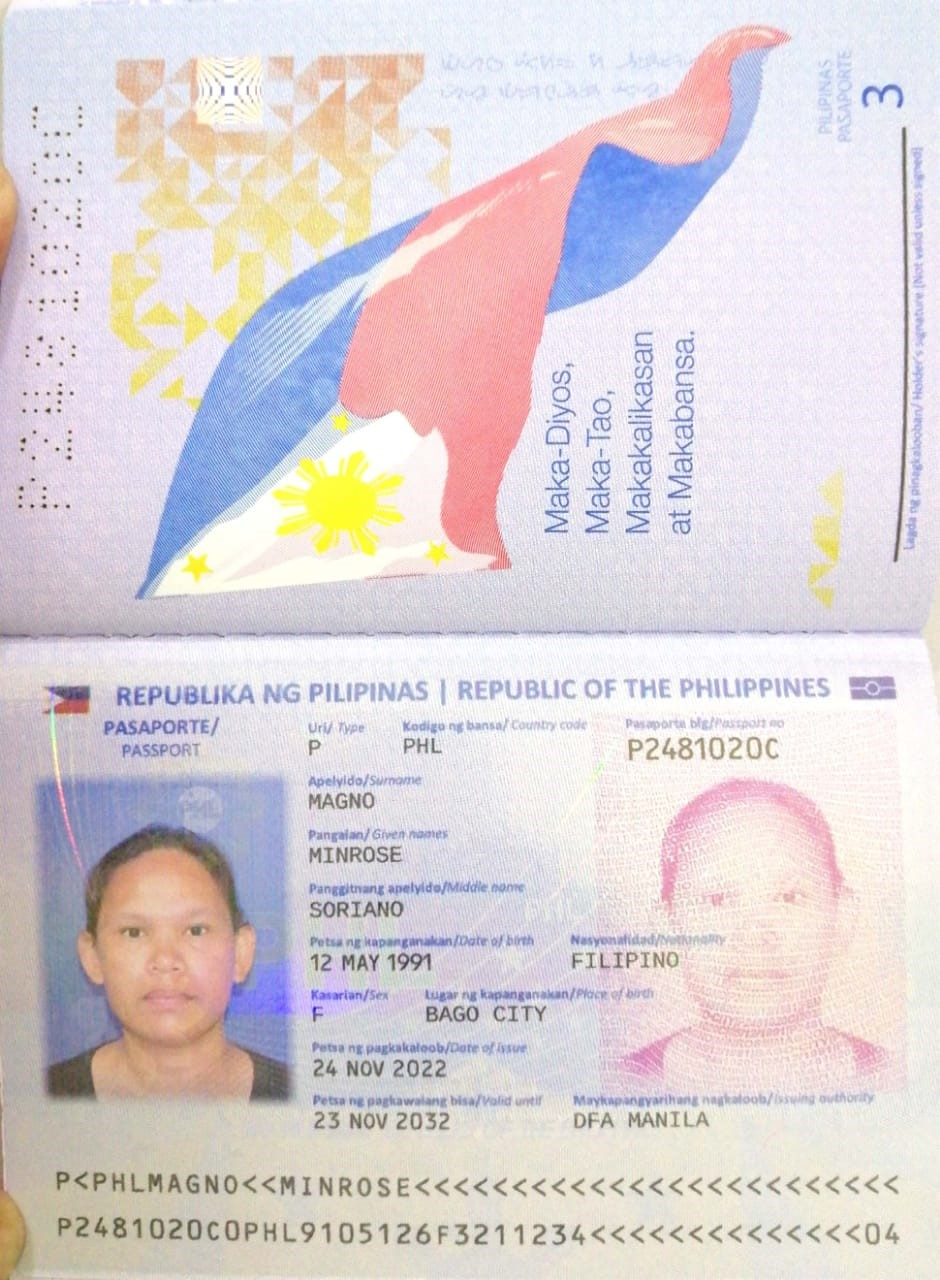 P2481020C
PILIPINAS
PASAPORTE
3
Maka-Diyos,
Maka-Tao,
Makakalikasan
at Makabansa.
Lagda ng pinagkalooban/ Holder's signature [Not valid unless signed]
REPUBLIKA NG PILIPINAS | REPUBLIC OF THE PHILIPPINES
PASAPORTE/
PASSPORT
Uri/ Type
Kodigo ng bansa/ Country code
Pasaporte blg/Passport no
P
PHL
P2481020C
Apelyido/Surname
MAGNO
Pangalan/ Given names
MINROSE
Panggitnang apelyido/Middle name
SORIANO
Petsa ng kapanganakan/Date of birth
Nasyonalidad/Nationality
12 MAY 1991
FILIPINO
Kasarian/Sex
Lugar ng kapanganakan/Place of birth
F
BAGO CITY
Petsa ng pagkakaloob/Date of issue
24 NOV 2022
Petsa ng pagkawalang bisa/Valid until
Maykapangyarihang nagkaloob/Issuing authority
23 NOV 2032
DFA MANILA
P<PHLMAGNO<<MINROSE<<<<<<<<<<<<<<<<<<<<<<<<<
P2481020C0PHL9105126F3211234<<<<<<<<<<<<<<04